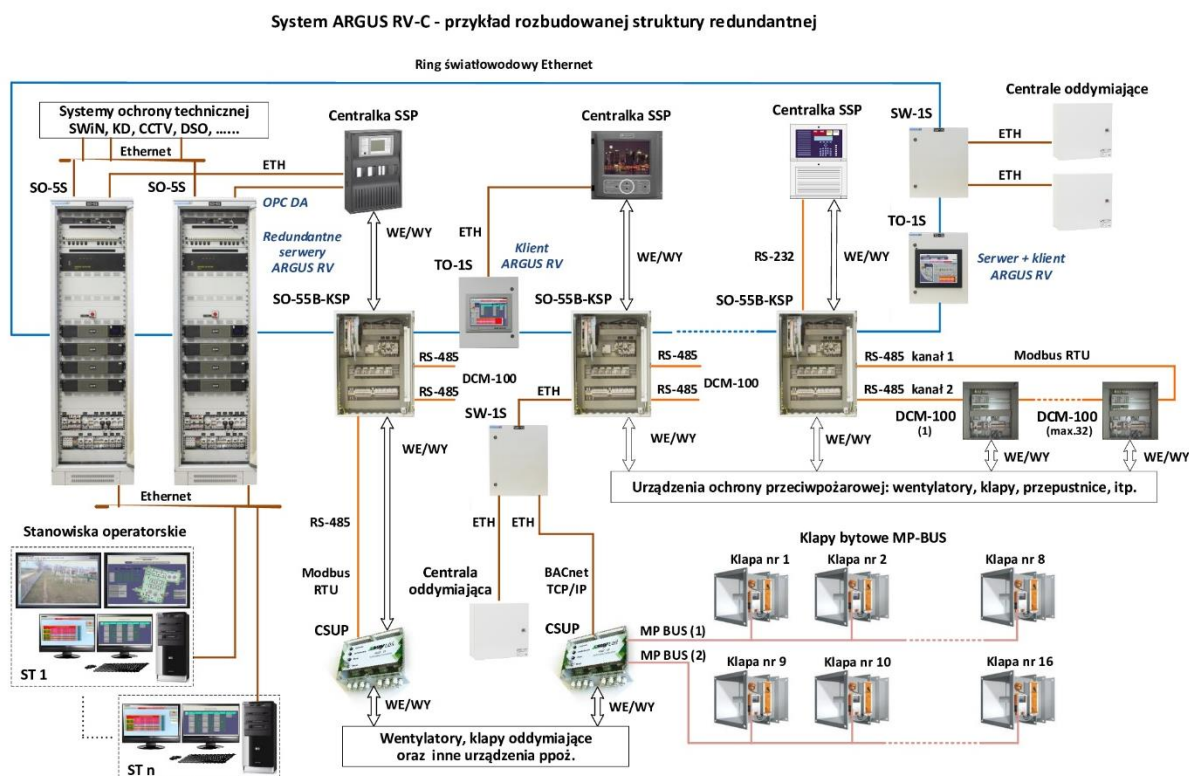 System ARGUS RV-C - przykład rozbudowanej struktury redundantnej
Ring światłowodowy Ethernet
Systemy ochrony technicznej
SWiN, KD, CCTV, DSO, ......
Ethernet
ETH
SO-5S
SO-5S
OPC DA
Redundantne
serwery
ARGUS RV
Centralka SSP
WE/WY
SO-55B-KSP
ETH
TO-1S
Klient
ARGUS RV
Centralka SSP
WE/WY
SO-55B-KSP
Centralka SSP
RS-232
WE/WY
SO-55B-KSP
SW-1S
ETH
ETH
Centrale oddymiające
TO-1S
Serwer + klient
ARGUS RV
RS-485
RS-485
DCM-100
ETH
SW-1S
RS-485
RS-485
DCM-100
RS-485 kanał 1
Modbus RTU
RS-485 kanał 2
DCM-100
(1)
DCM-100
(max.32)
WE/WY
WE/WY
WE/WY
WE/WY
WE/WY
Urządzenia ochrony przeciwpożarowej: wentylatory, klapy, przepustnice, itp.
Ethernet
Stanowiska operatorskie
ST 1
ST n
RS-485
Modbus
RTU
CSUP
ETH
ETH
Centrala
oddymiająca
BACnet
TCP/IP
CSUP
WE/WY
WE/WY
Wentylatory, klapy oddymiające
oraz inne urządzenia ppoż.
Klapy bytowe MP-BUS
Klapa nr 1
Klapa nr 2
Klapa nr 8
MP BUS (1)
MP BUS (2)
Klapa nr 9
Klapa nr 10
Klapa nr 16